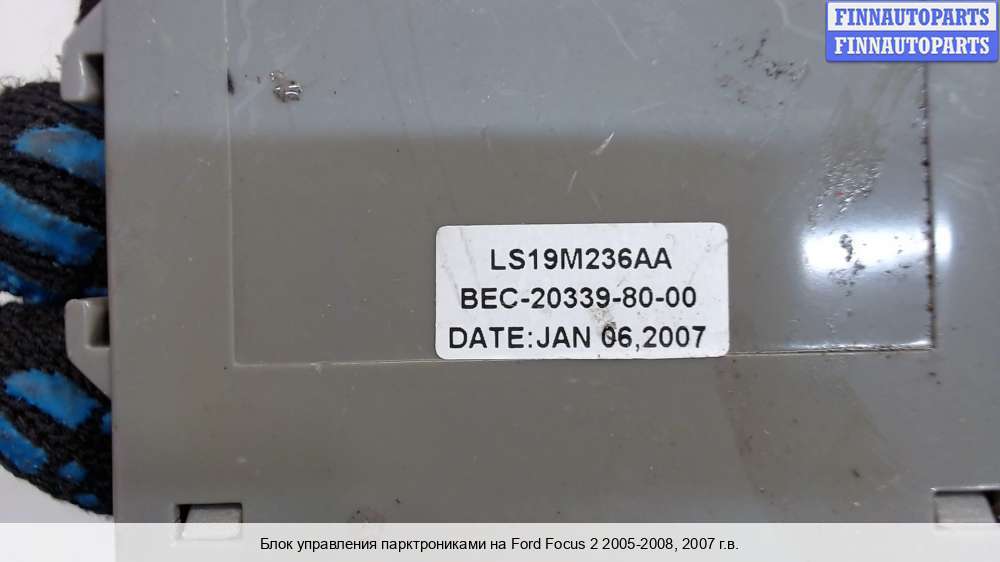 FINNAUTOPARTS
FINNAUTOPARTS
LS19M236AA
BEC-20339-80-00
DATE:JAN 06,2007
Блок управления парктрониками на Ford Focus 2 2005-2008, 2007 г.в.